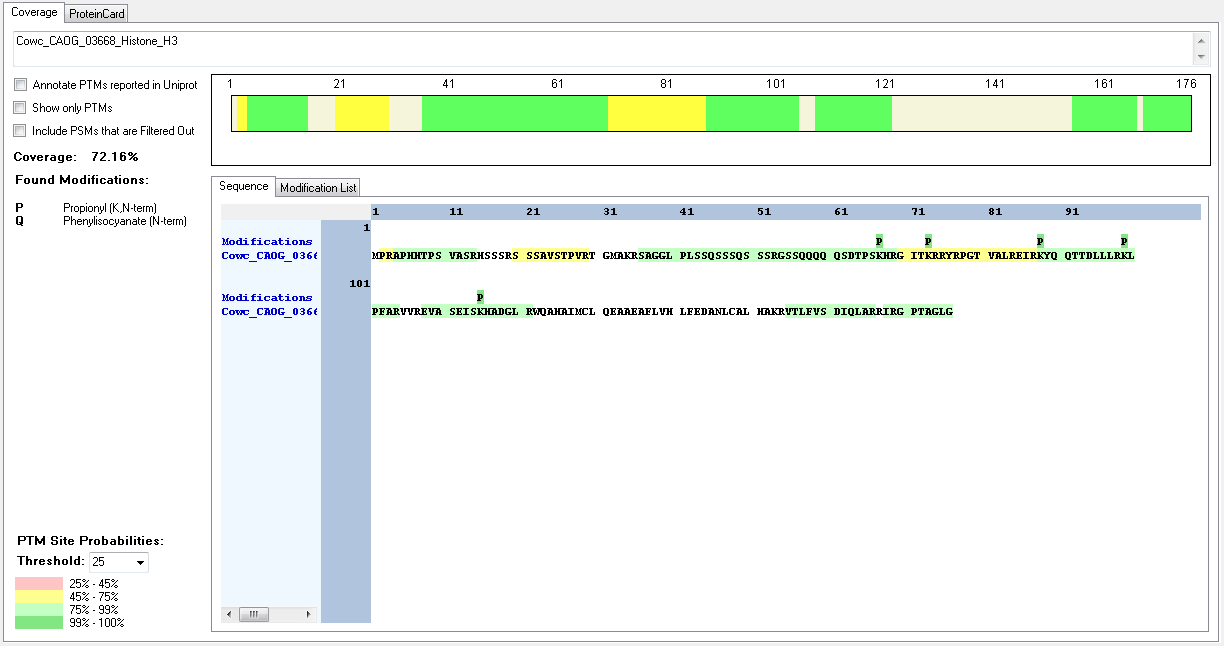 Coverage ProteinCard
Cowc_CAOG_03668_Histone_H3
Annotate PTMs reported in Uniprot
Show only PTMs
Include PSMs that are Filtered Out
Coverage: 72.16%
Found Modifications:
P Propionyl (K,N-term)
Q Phenylisocyanate (N-term)
1 21 41 61 81 101 121 141 161 176
Sequence Modification List
1 11 21 31 41 51 61 71 81 91
1
Modifications P P P P
Cowc_CAOG_0366 MPRAPHHTPS VASRHSSSRS SSAVSTPVRT GMAKRSAGGL PLSSQSSSQS SSRGSSQQQQ QSDTPSKHRG ITKRRYRPGT VALREIRKYQ QTTDLLLRKL
101
Modifications P
Cowc_CAOG_0366 PFARVVREVA SEISKHADGL RWQAHAIMCL QEAAEAFLVH LFEDANLCAL HAKRVTLFVS DIQLARRIRG PTAGLG
PTM Site Probabilities:
Threshold: 25
25% - 45%
45% - 75%
75% - 99%
99% - 100%